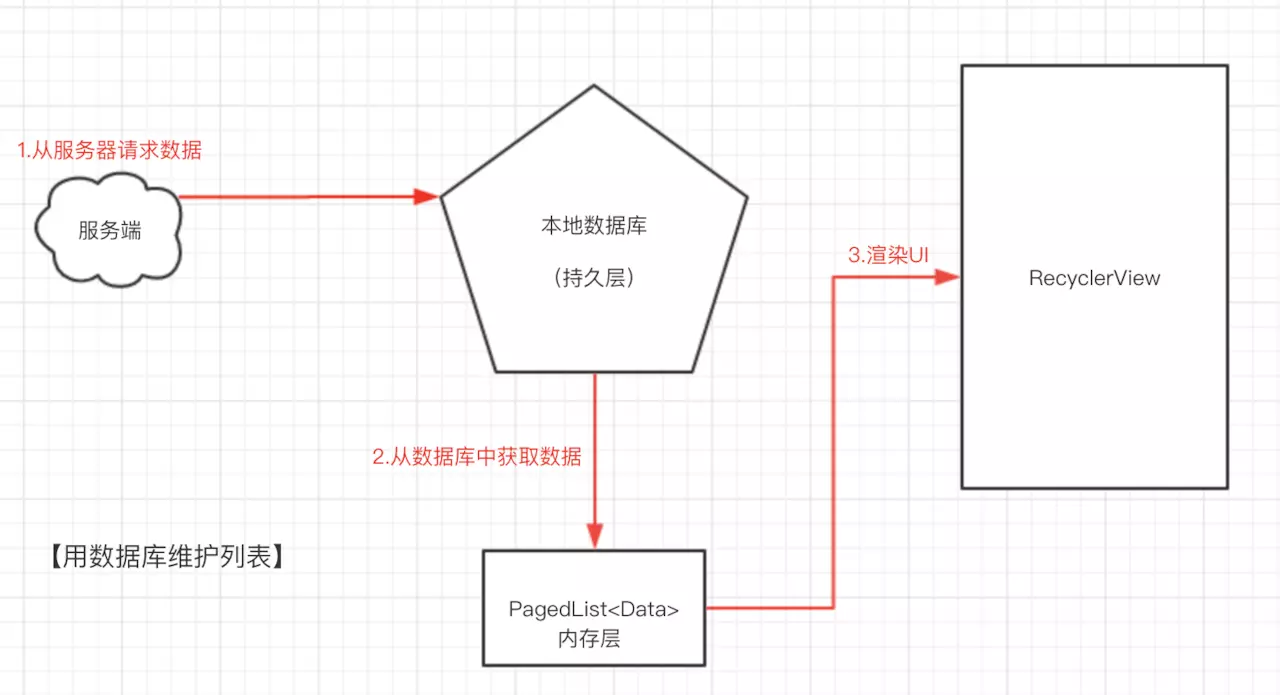 1.从服务器请求数据
服务端
本地数据库
（持久层）
3.渲染UI
RecyclerView
2.从数据库中获取数据
【用数据库维护列表】
PagedList<Data>
内存层